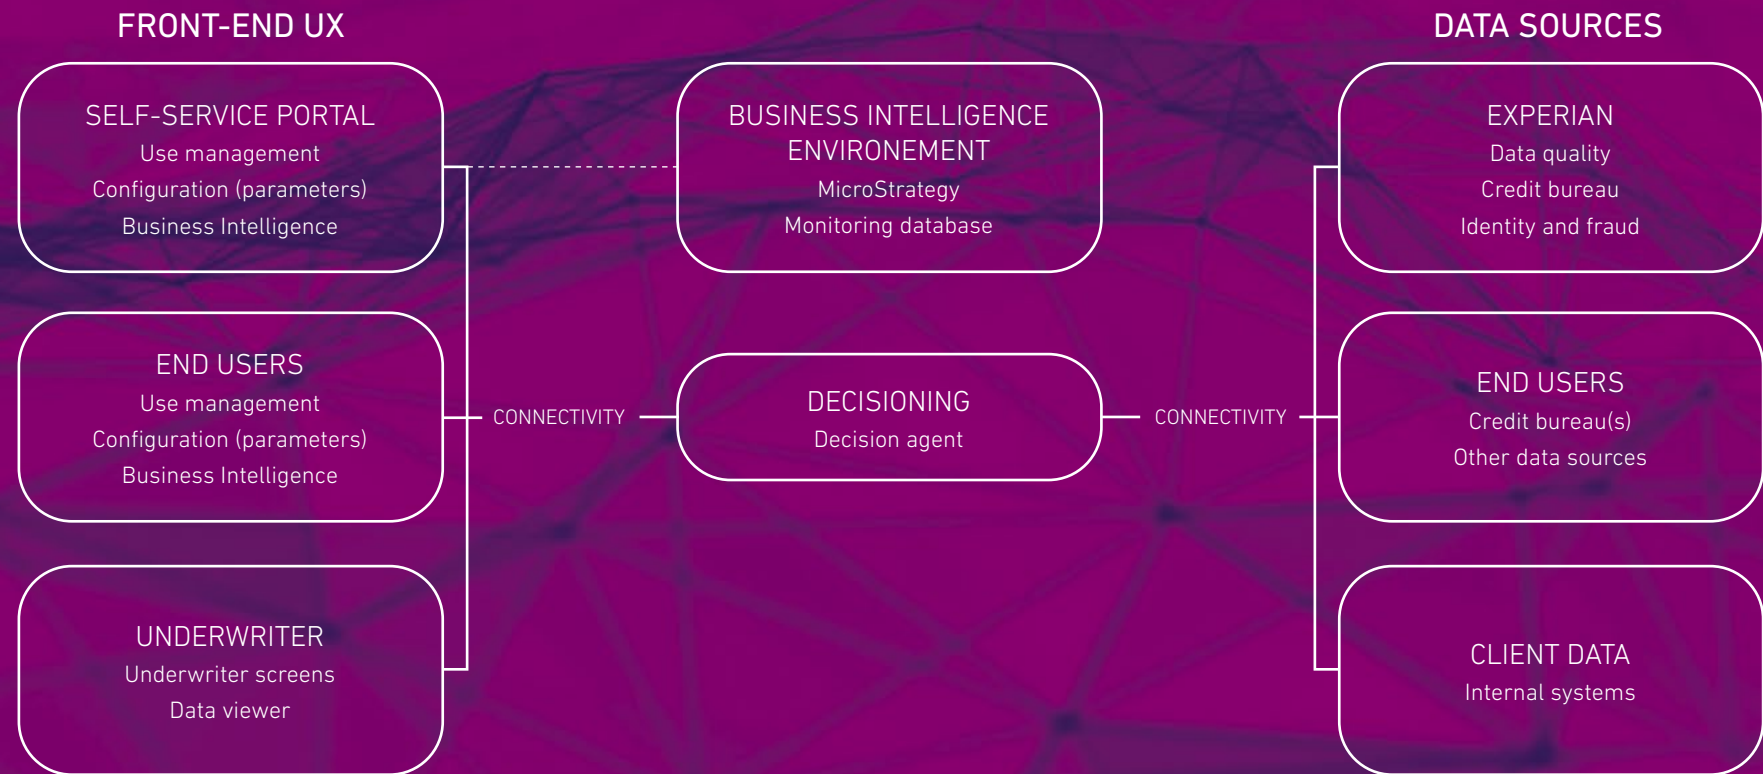 FRONT-END UX
SELF-SERVICE PORTAL
Use management
Configuration (parameters)
Business Intelligence
END USERS
Use management
Configuration (parameters)
Business Intelligence
UNDERWRITER
Underwriter screens
Data viewer
CONNECTIVITY
BUSINESS INTELLIGENCE
ENVIRONEMENT
MicroStrategy
Monitoring database
DECISIONING
Decision agent
CONNECTIVITY
DATA SOURCES
EXPERIAN
Data quality
Credit bureau
Identity and fraud
END USERS
Credit bureau(s)
Other data sources
CLIENT DATA
Internal systems